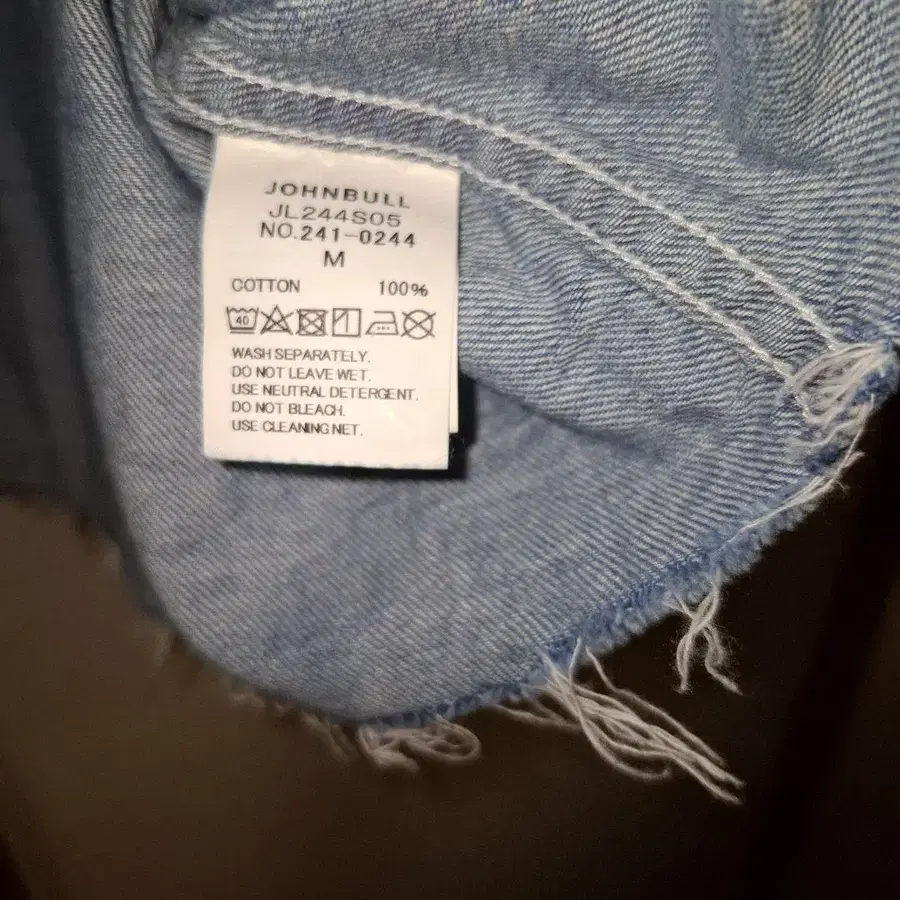 JOHNBULL
JL244S05
NO.241-0244
M
COTTON 100%
40
WASH SEPARATELY.
DO NOT LEAVE WET.
USE NEUTRAL DETERGENT.
DO NOT BLEACH.
USE CLEANING NET.